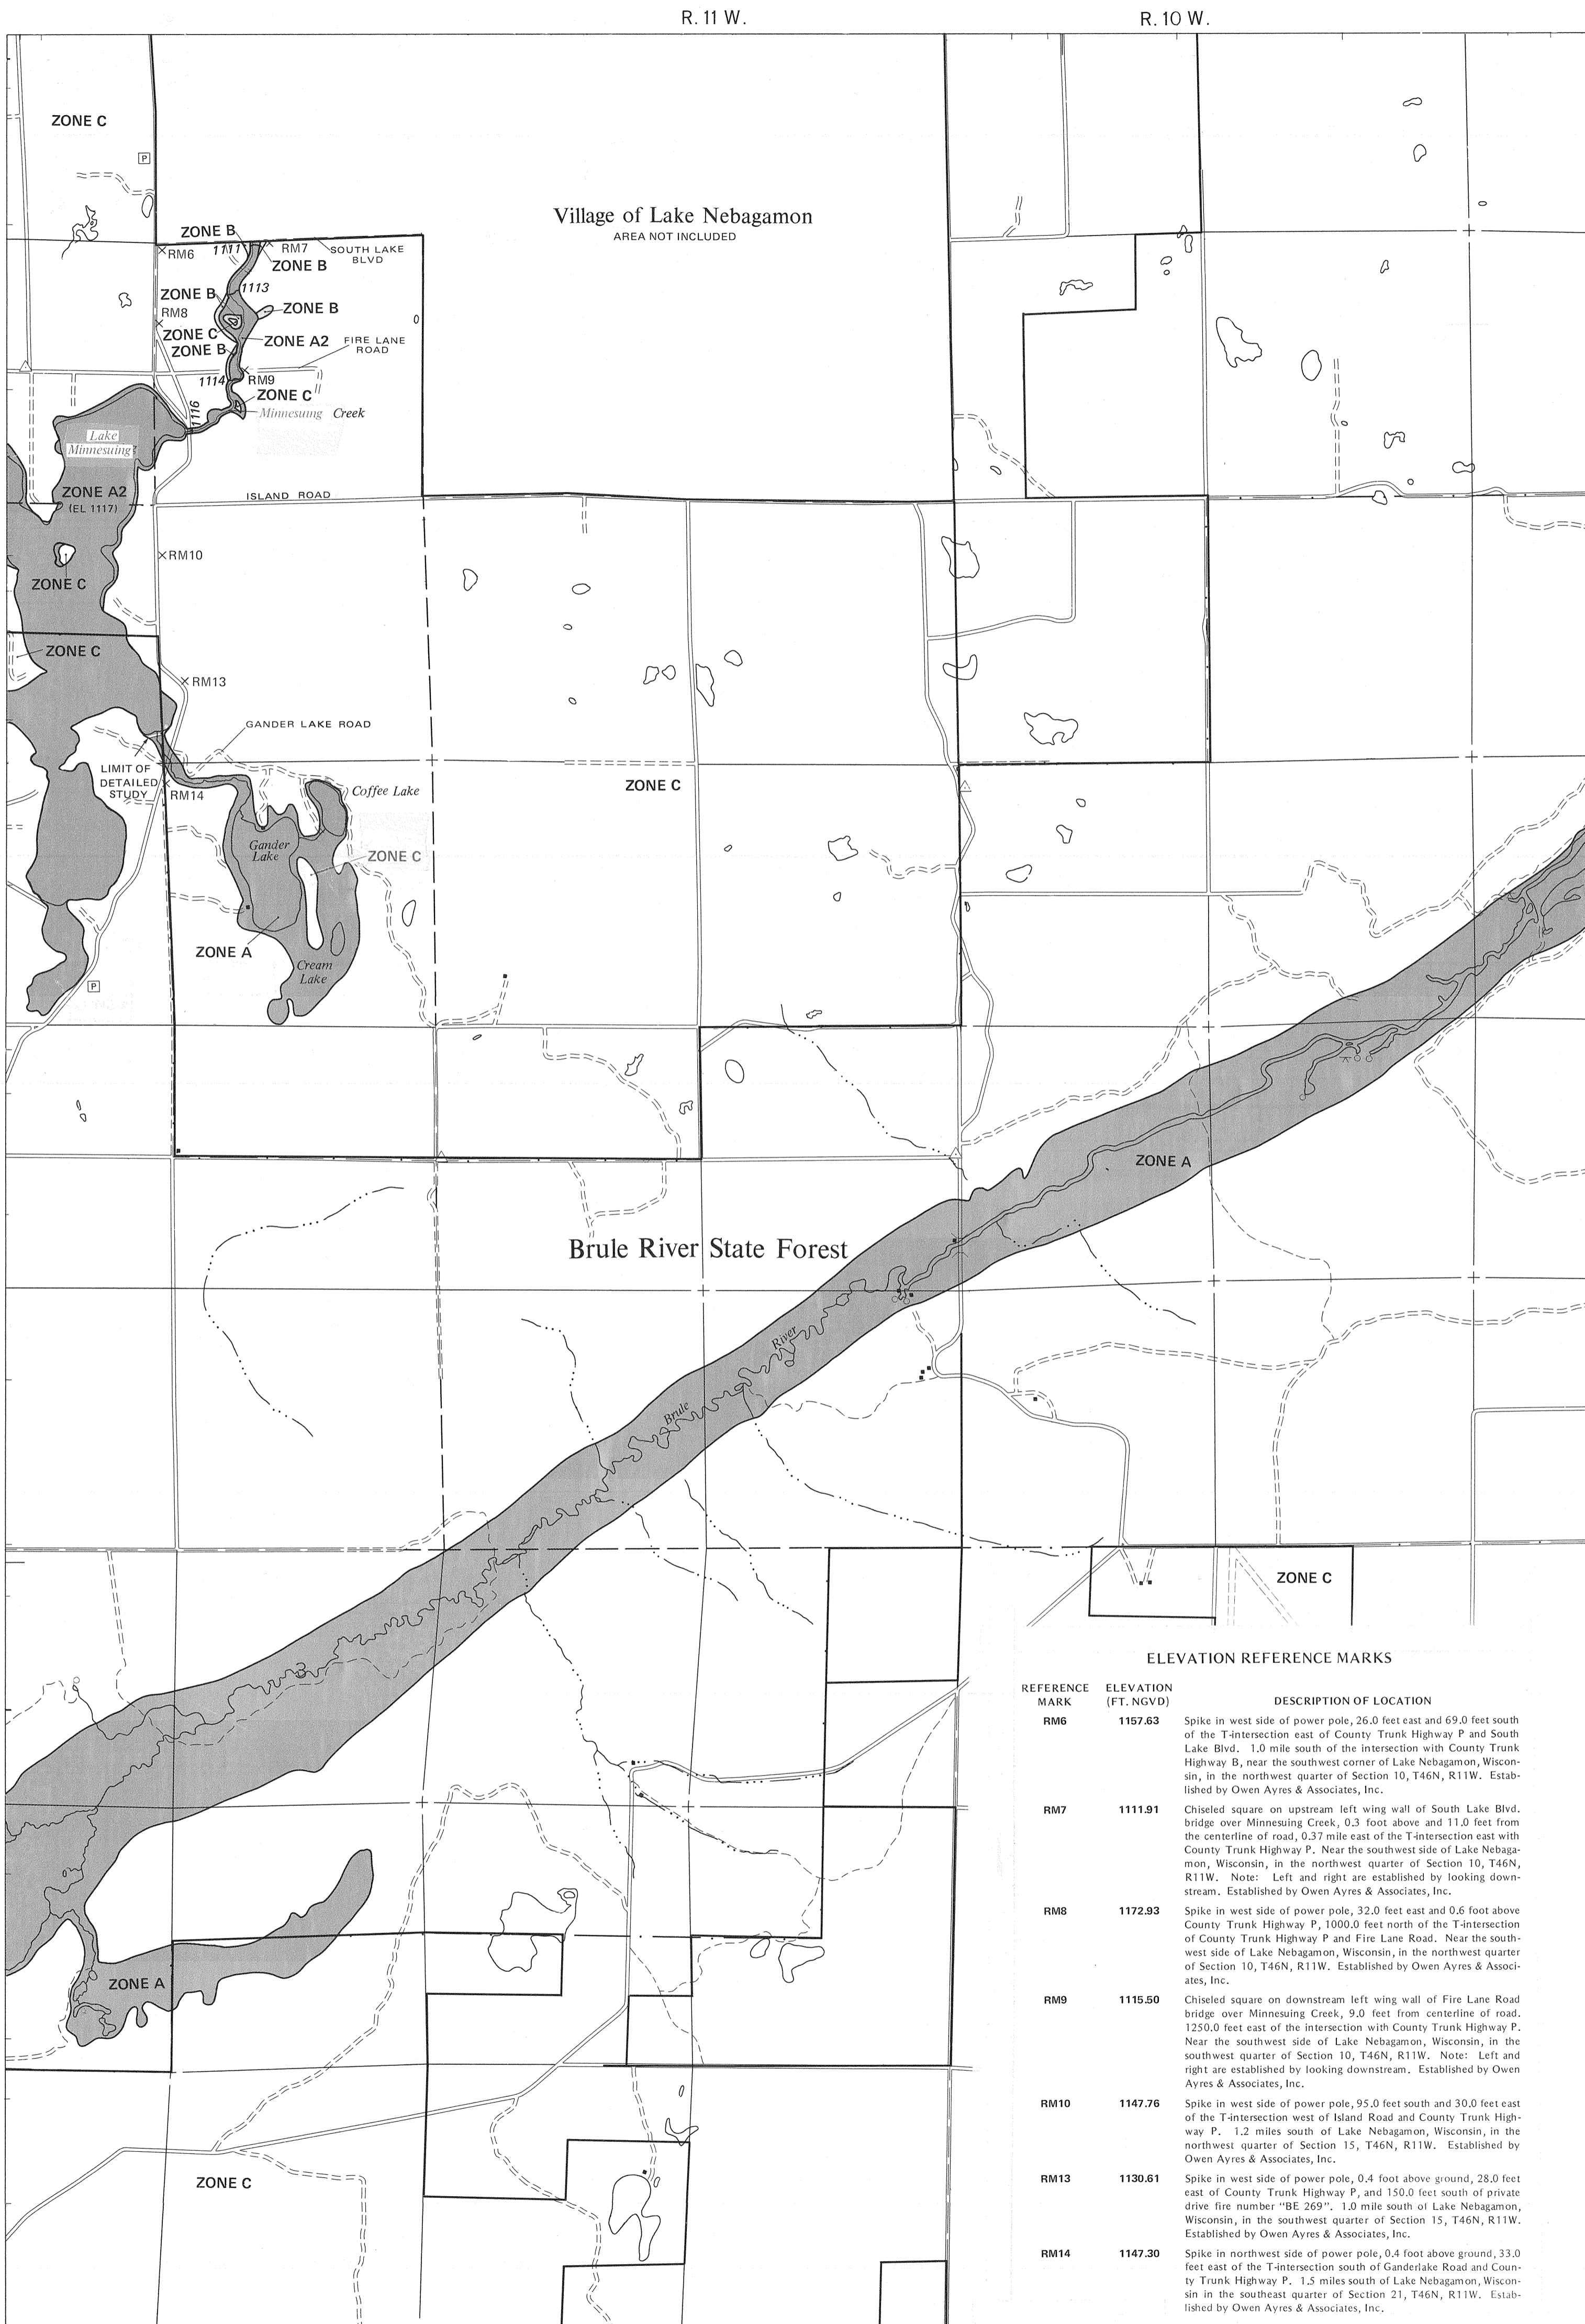 R. 11 W.
R. 10 W.
ZONE C
P
Village of Lake Nebagamon
AREA NOT INCLUDED
ZONE B
1111
RM6
RM7
SOUTH LAKE
BLVD
ZONE B
ZONE B
1113
RM8
ZONE B
ZONE C
ZONE A2
FIRE LANE
ROAD
ZONE B
1114
RM9
ZONE C
1116
Minnesuing Creek
Lake
Minnesuing
ZONE A2
(EL 1117)
ISLAND ROAD
RM10
ZONE C
ZONE C
RM13
GANDER LAKE ROAD
LIMIT OF
DETAILED
STUDY
RM14
Coffee Lake
ZONE C
Gander
Lake
ZONE C
ZONE A
Cream
Lake
P
ZONE A
Brule River State Forest
River
Brule
ZONE C
ZONE A
ZONE C
ELEVATION REFERENCE MARKS
REFERENCE
MARK
ELEVATION
(FT. NGVD)
DESCRIPTION OF LOCATION
RM6 1157.63 Spike in west side of power pole, 26.0 feet east and 69.0 feet south
of the T-intersection east of County Trunk Highway P and South
Lake Blvd. 1.0 mile south of the intersection with County Trunk
Highway B, near the southwest corner of Lake Nebagamon, Wiscon-
sin, in the northwest quarter of Section 10, T46N, R11W. Estab-
lished by Owen Ayres & Associates, Inc.
RM7 1111.91 Chiseled square on upstream left wing wall of South Lake Blvd.
bridge over Minnesuing Creek, 0.3 foot above and 11.0 feet from
the centerline of road, 0.37 mile east of the T-intersection east with
County Trunk Highway P. Near the southwest side of Lake Nebaga-
mon, Wisconsin, in the northwest quarter of Section 10, T46N,
R11W. Note: Left and right are established by looking down-
stream. Established by Owen Ayres & Associates, Inc.
RM8 1172.93 Spike in west side of power pole, 32.0 feet east and 0.6 foot above
County Trunk Highway P, 1000.0 feet north of the T-intersection
of County Trunk Highway P and Fire Lane Road. Near the south-
west side of Lake Nebagamon, Wisconsin, in the northwest quarter
of Section 10, T46N, R11W. Established by Owen Ayres & Associ-
ates, Inc.
RM9 1115.50 Chiseled square on downstream left wing wall of Fire Lane Road
bridge over Minnesuing Creek, 9.0 feet from centerline of road.
1250.0 feet east of the intersection with County Trunk Highway P.
Near the southwest side of Lake Nebagamon, Wisconsin, in the
southwest quarter of Section 10, T46N, R11W. Note: Left and
right are established by looking downstream. Established by Owen
Ayres & Associates, Inc.
RM10 1147.76 Spike in west side of power pole, 95.0 feet south and 30.0 feet east
of the T-intersection west of Island Road and County Trunk High-
way P. 1.2 miles south of Lake Nebagamon, Wisconsin, in the
northwest quarter of Section 15, T46N, R11W. Established by
Owen Ayres & Associates, Inc.
RM13 1130.61 Spike in west side of power pole, 0.4 foot above ground, 28.0 feet
east of County Trunk Highway P, and 150.0 feet south of private
drive fire number "BE 269". 1.0 mile south of Lake Nebagamon,
Wisconsin, in the southwest quarter of Section 15, T46N, R11W.
Established by Owen Ayres & Associates, Inc.
RM14 1147.30 Spike in northwest side of power pole, 0.4 foot above ground, 33.0
feet east of the T-intersection south of Ganderlake Road and Coun-
ty Trunk Highway P. 1.5 miles south of Lake Nebagamon, Wiscon-
sin in the southeast quarter of Section 21, T46N, R11W. Estab-
lished by Owen Ayres & Associates, Inc.